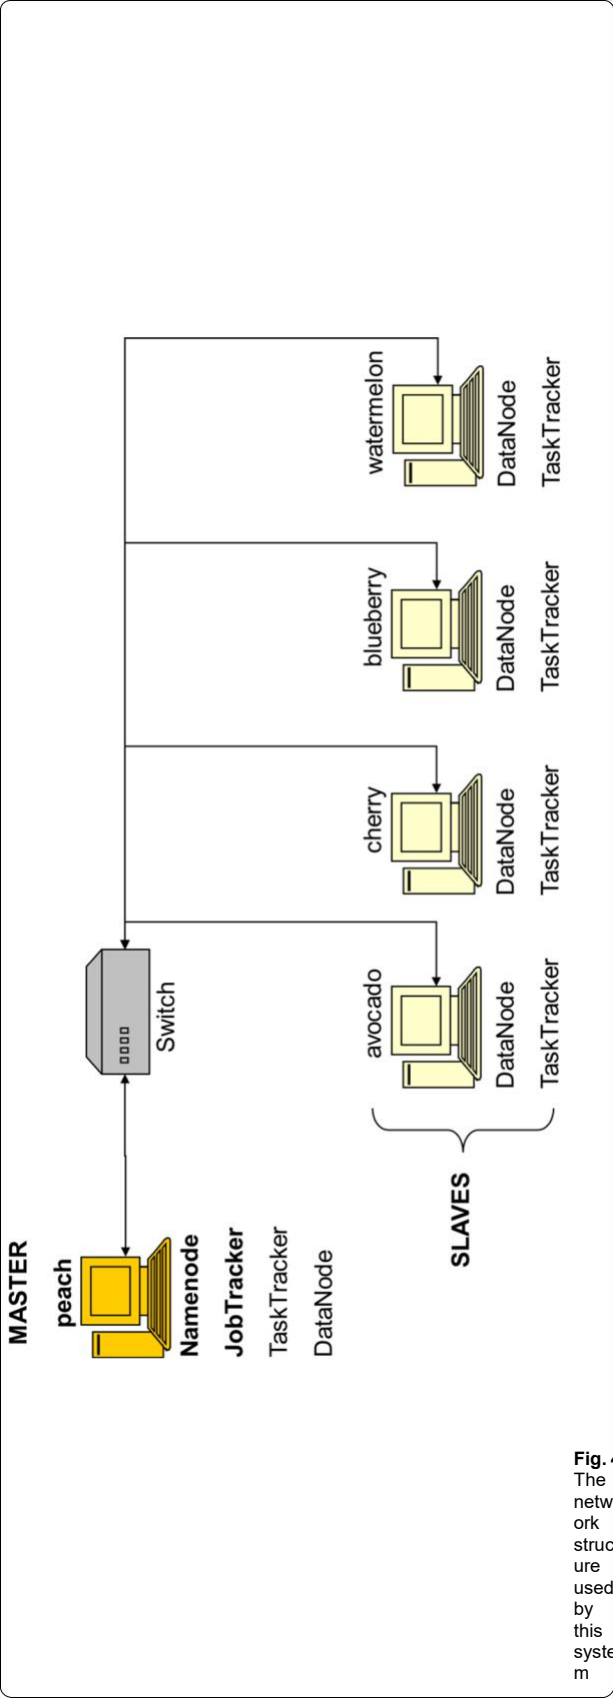 MASTER
peach
Namenode
JobTracker
TaskTracker
DataNode
Switch
SLAVES
avocado
DataNode
TaskTracker
cherry
DataNode
TaskTracker
blueberry
DataNode
TaskTracker
watermelon
DataNode
TaskTracker
Fig.
The
netw
ork
struc
ure
used
by
this
syste
m